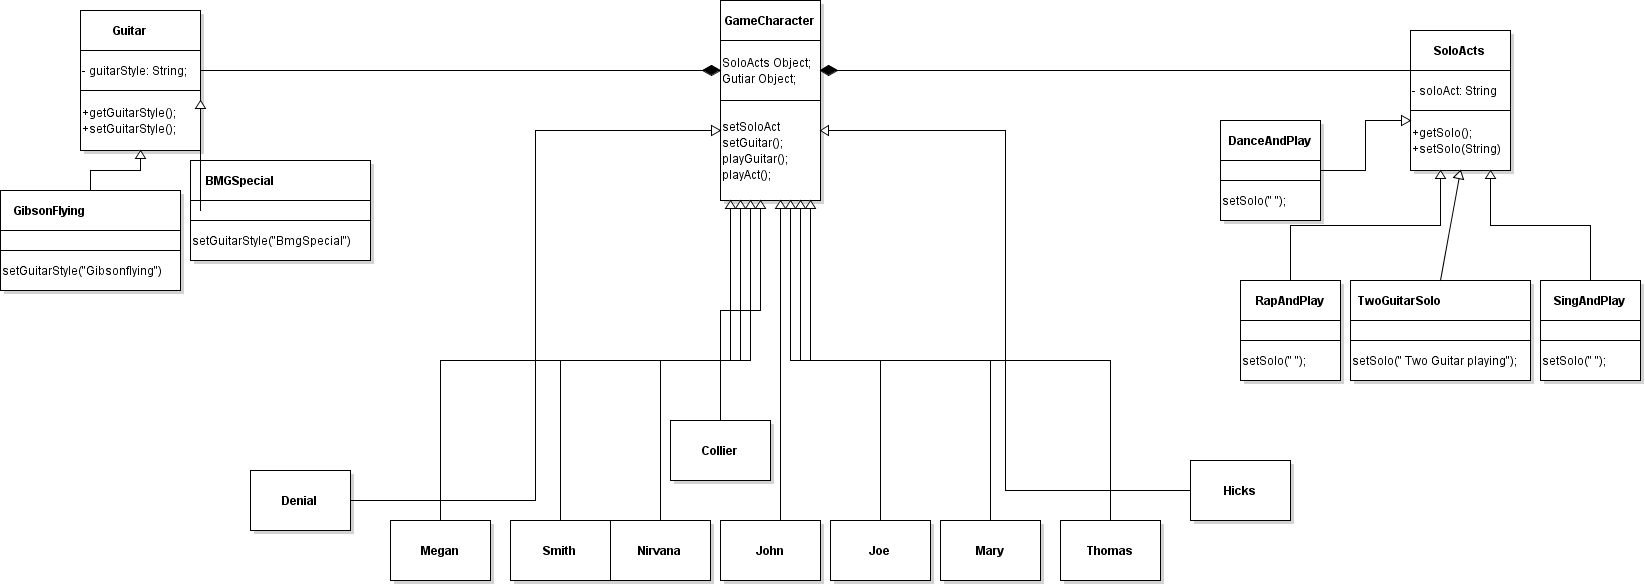 Guitar
- guitarStyle: String;
+getGuitarStyle();
+setGuitarStyle();
GibsonFlying
setGuitarStyle("Gibsonflying")
BMGSpecial
setGuitarStyle("BmgSpecial")
GameCharacter
SoloActs Object;
Gutiar Object;
setSoloAct
setGuitar();
playGuitar();
playAct();
SoloActs
- soloAct: String
+getSolo();
+setSolo(String)
DanceAndPlay
setSolo(" ");
RapAndPlay
setSolo(" ");
TwoGuitarSolo
setSolo(" Two Guitar playing");
SingAndPlay
setSolo(" ");
Denial
Megan
Smith
Nirvana
Collier
John
Joe
Mary
Thomas
Hicks